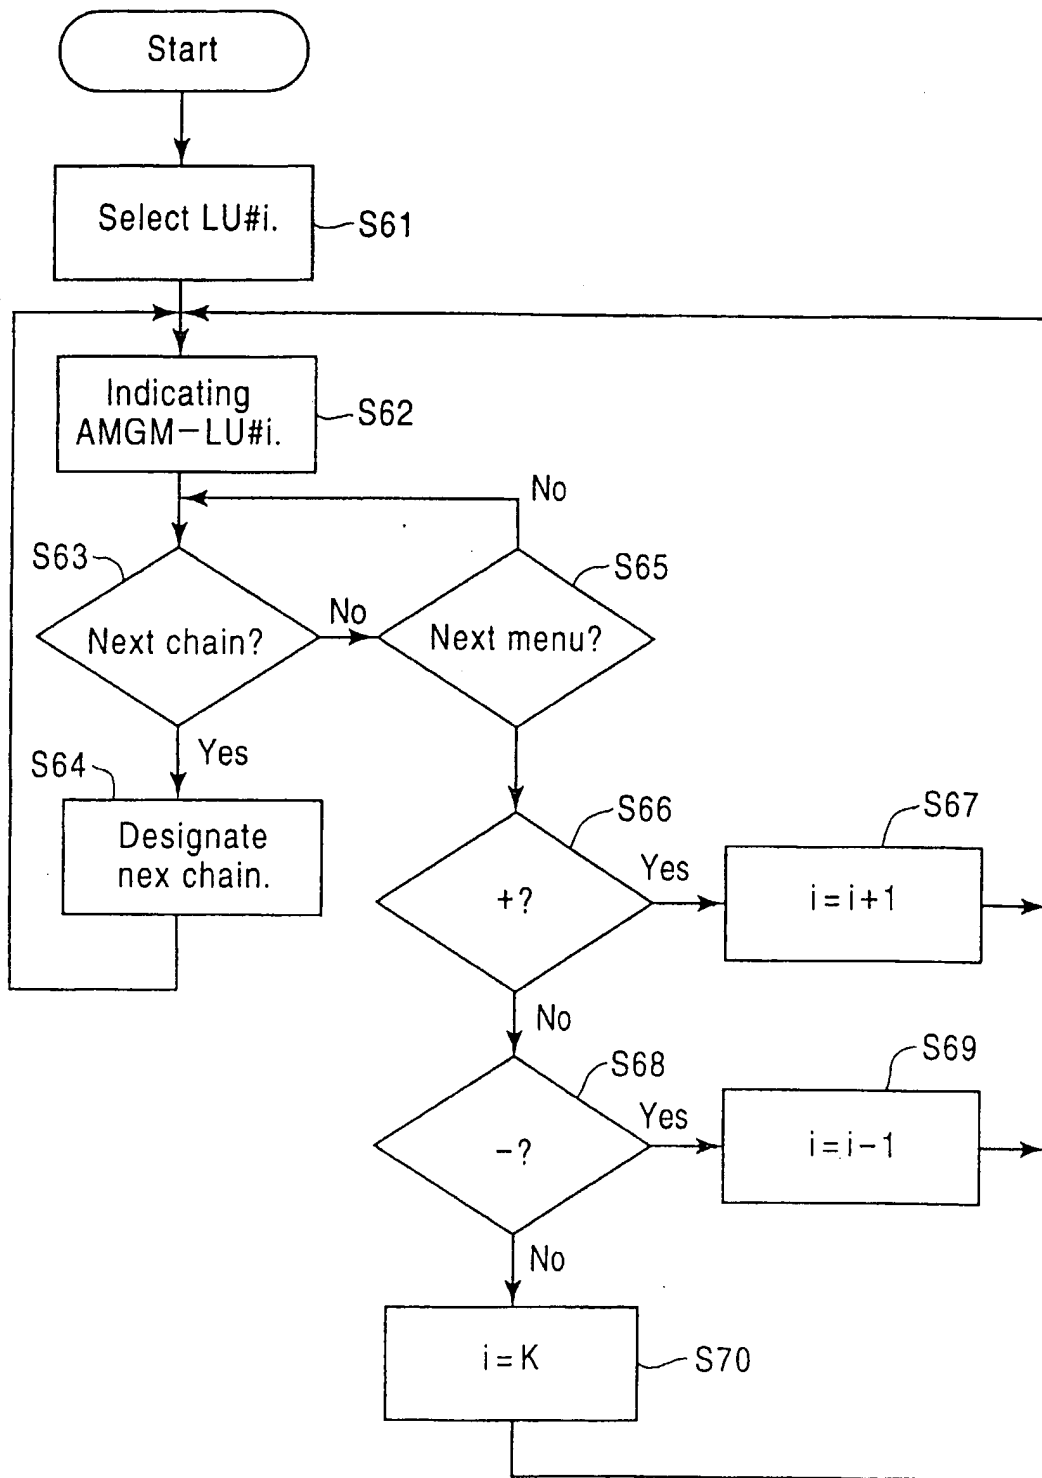 Start
Select LU#i.
S61
Indicating
AMGM−LU#i.
S62
No
S63
S65
Next chain?
No
Next menu?
Yes
S64
Designate
nex chain.
S66
S67
+?
Yes
i=i+1
No
S68
S69
−?
Yes
i=i−1
No
i=K
S70